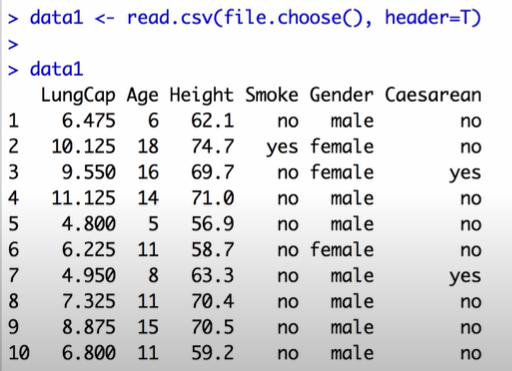 > data1 <- read.csv(file.choose(), header=T)
>
> data1
   LungCap Age Height Smoke Gender Caesarean
1    6.475   6   62.1    no   male        no
2   10.125  18   74.7   yes female        no
3    9.550  16   69.7    no female       yes
4   11.125  14   71.0    no   male        no
5    4.800   5   56.9    no   male        no
6    6.225  11   58.7    no female        no
7    4.950   8   63.3    no   male       yes
8    7.325  11   70.4    no   male        no
9    8.875  15   70.5    no   male        no
10   6.800  11   59.2    no   male        no